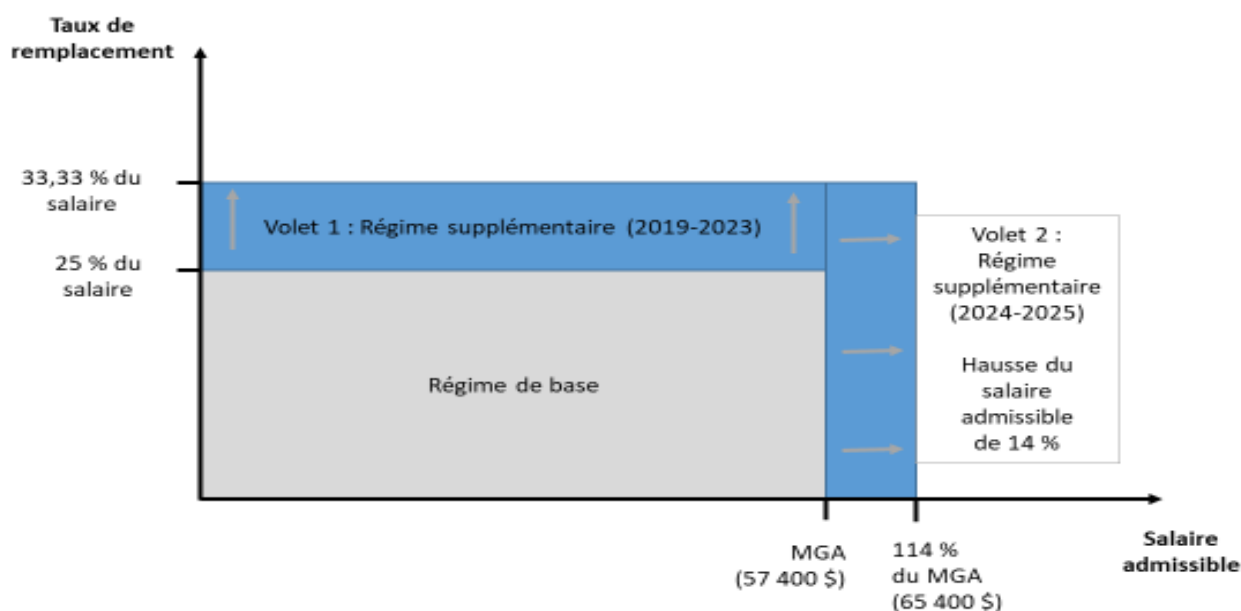 Taux de
remplacement
33,33 % du
salaire
Volet 1 : Régime supplémentaire (2019-2023)
25 % du
salaire
Régime de base
Volet 2 :
Régime
supplémentaire
(2024-2025)
Hausse du
salaire
admissible
de 14 %
MGA
(57 400 $)
114 %
du MGA
(65 400 $)
Salaire
admissible